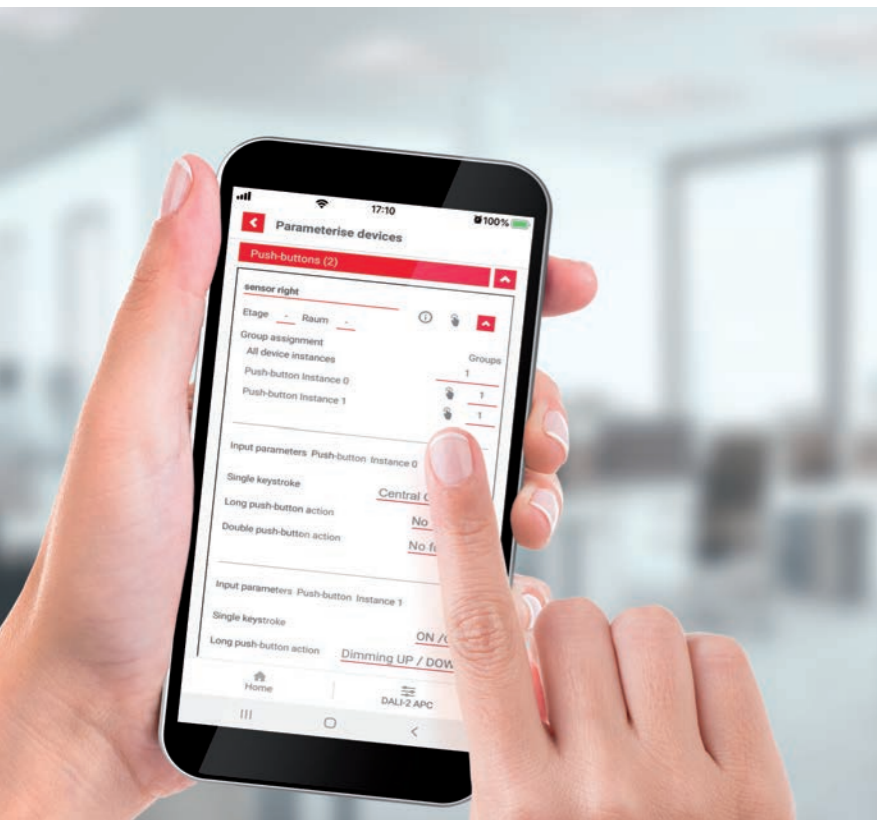 17:10
100%
Parameterise devices
Push-buttons (2)
sensor right
Etage - Raum -
Group assignment Groups
All device instances 1
Push-button Instance 0 1
Push-button Instance 1 1
Input parameters Push-button Instance 0
Single keystroke Central
Long push-button action No
Double push-button action No
Input parameters Push-button Instance 1
Single keystroke ON /
Long push-button action Dimming UP / DOW
Home DALI-2 APC